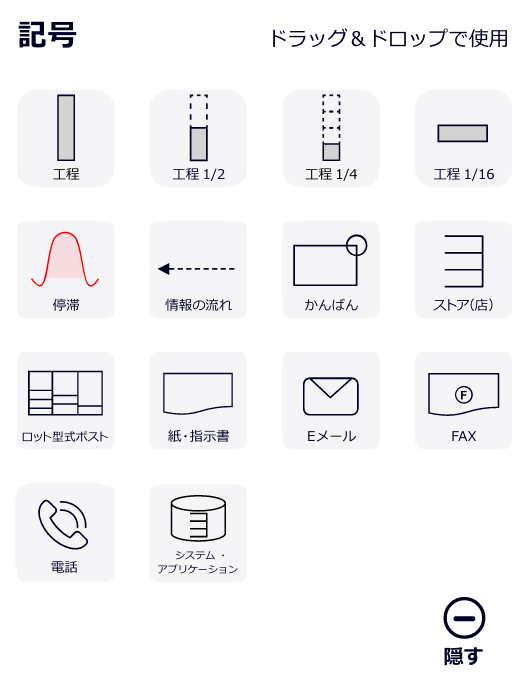 記号
ドラッグ＆ドロップで使用
工程
工程 1/2
工程 1/4
工程 1/16
停滞
情報の流れ
かんばん
ストア（店）
ロット型式ポスト
紙・指示書
Eメール
F
FAX
電話
システム ・
アプリケーション
隠す